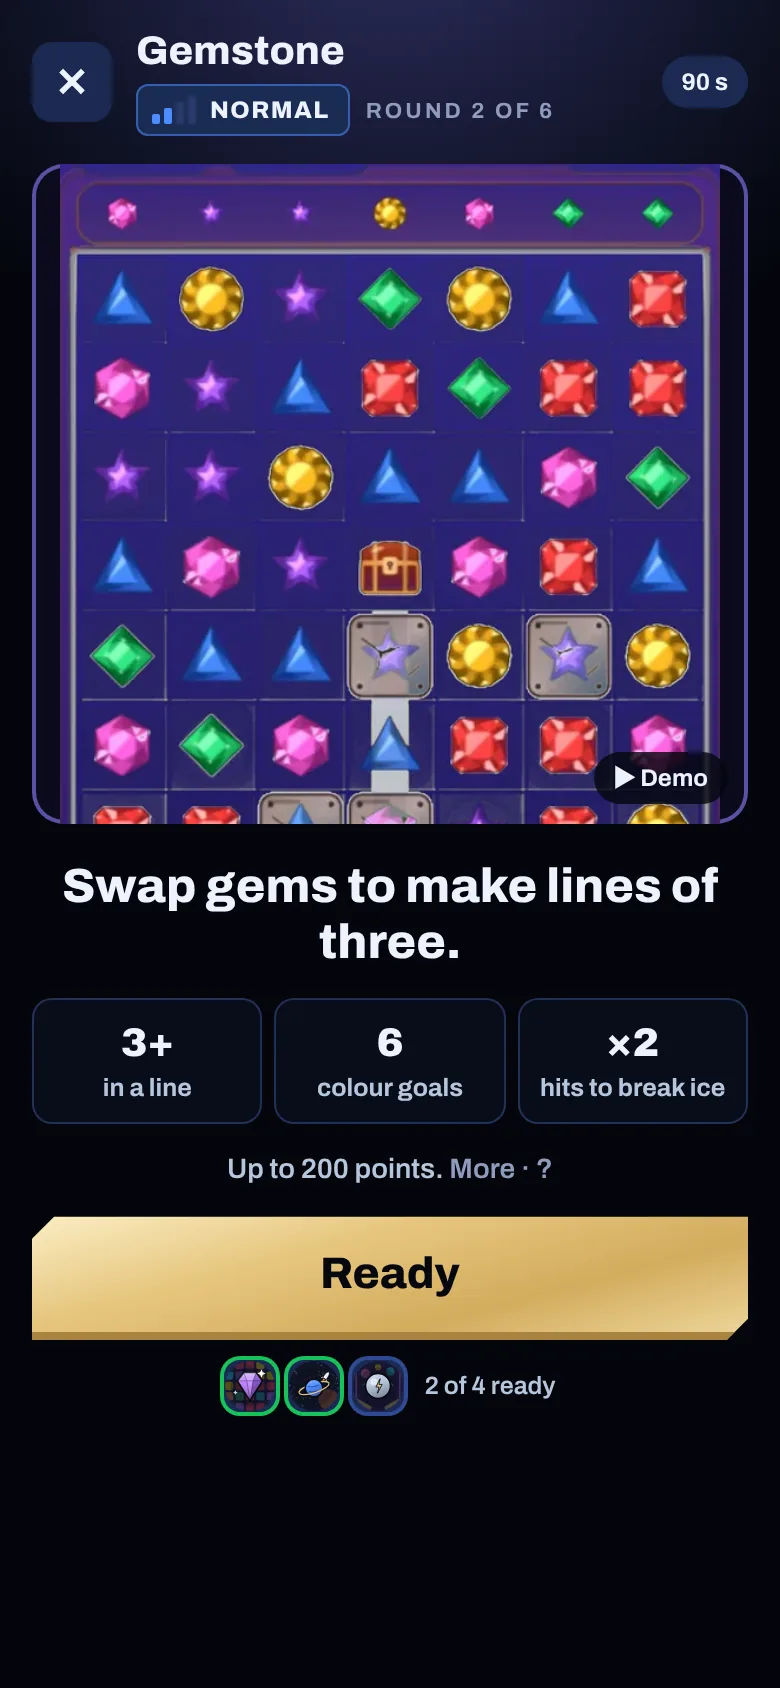 Gemstone
NORMAL
ROUND 2 OF 6
90 s
Demo
Swap gems to make lines of
three.
3+
in a line
6
colour goals
×2
hits to break ice
Up to 200 points. More · ?
Ready
2 of 4 ready